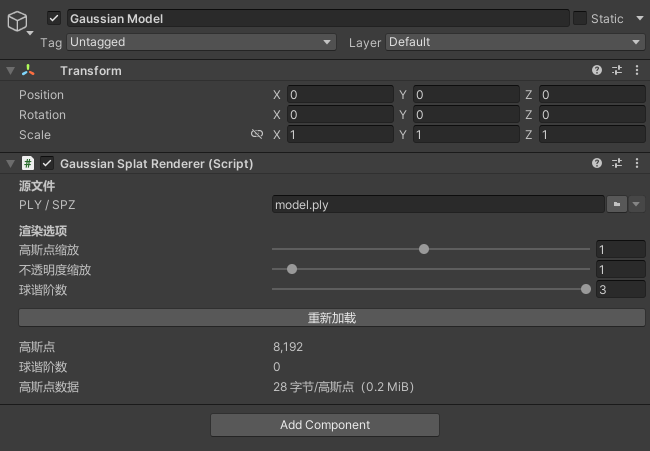 Gaussian Model Static
Tag Untagged Layer Default
Transform
Position X 0 Y 0 Z 0
Rotation X 0 Y 0 Z 0
Scale X 1 Y 1 Z 1
# Gaussian Splat Renderer (Script)
源文件
PLY / SPZ model.ply
渲染选项
高斯点缩放 1
不透明度缩放 1
球谐阶数 3
重新加载
高斯点 8,192
球谐阶数 0
高斯点数据 28 字节/高斯点（0.2 MiB）
Add Component